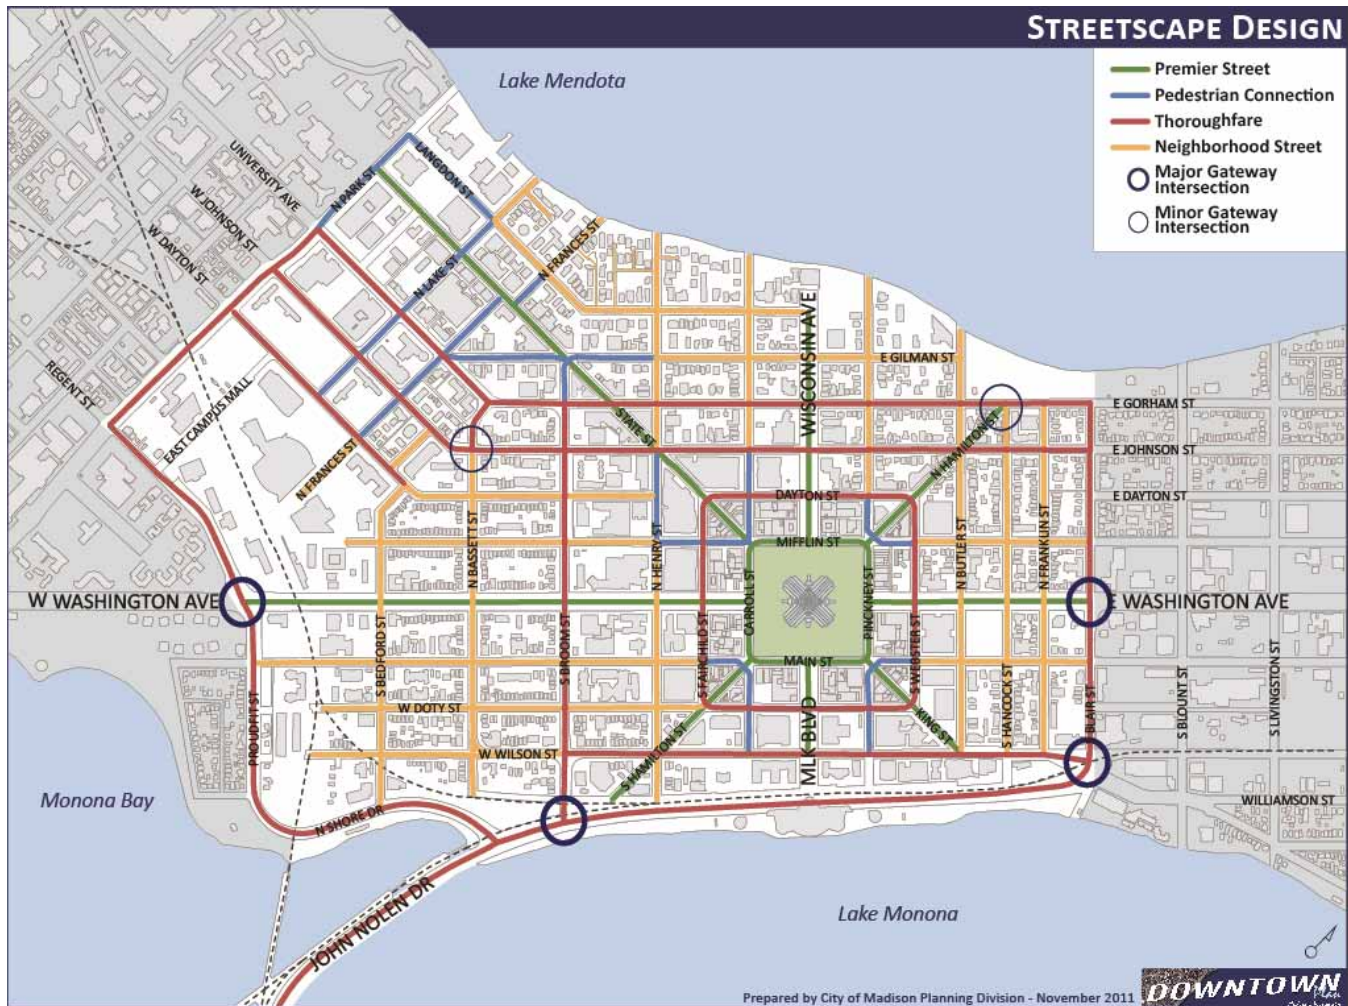 STREETSCAPE DESIGN
Premier Street
Pedestrian Connection
Thoroughfare
Neighborhood Street
Major Gateway
Intersection
Minor Gateway
Intersection
Lake Mendota
UNIVERSITY AVE
W JOHNSON ST
W DAYTON ST
N PARK ST
LANGDON ST
N LAKE ST
N FRANCES ST
REGENT ST
EAST CAMPUS MALL
N FRANCES ST
STATE ST
WISCONSIN AVE
E GILMAN ST
N HAMILTON ST
E GORHAM ST
E JOHNSON ST
E DAYTON ST
DAYTON ST
MIFFLIN ST
N BASSETT ST
N HENRY ST
CARROLL ST
PINCKNEY ST
N BUTLER ST
N FRANKLIN ST
W WASHINGTON AVE
WASHINGTON AVE
MAIN ST
S BEDFORD ST
S BROOM ST
S FAIRCHILD ST
S WEBSTER ST
S HANCOCK ST
BLAIR ST
S BLOUNT ST
S LIVINGSTON ST
PROUDFIT ST
W DOTY ST
W WILSON ST
S HAMILTON ST
MLK BLVD
KING ST
N SHORE DR
WILLIAMSON ST
Monona Bay
JOHN NOLEN DR
Lake Monona
Prepared by City of Madison Planning Division - November 2011
DOWNTOWN
Plan